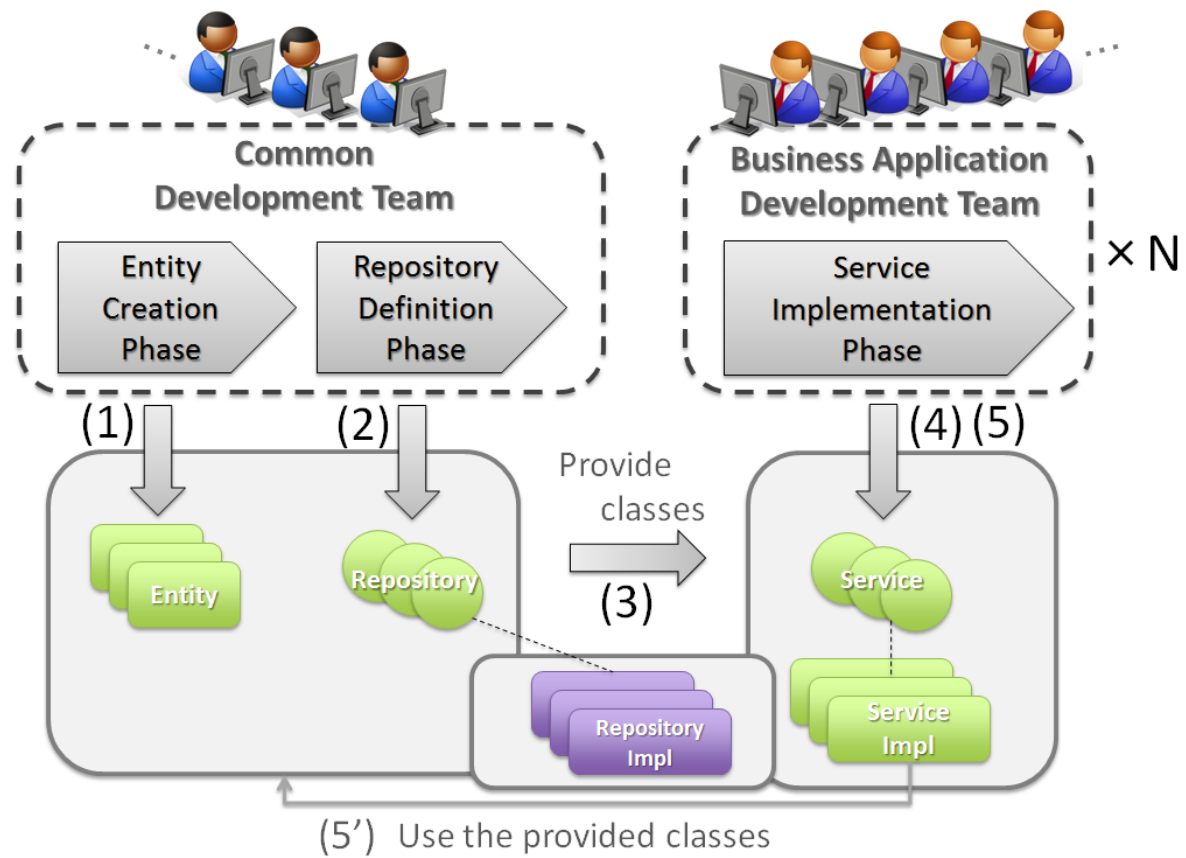 Common
Development Team
Business Application
Development Team
Entity
Creation
Phase
Repository
Definition
Phase
Service
Implementation
Phase
× N
(1)
(2)
(4) (5)
Provide
classes
(3)
Entity
Repository
Service
Repository
Impl
Service
Impl
(5') Use the provided classes